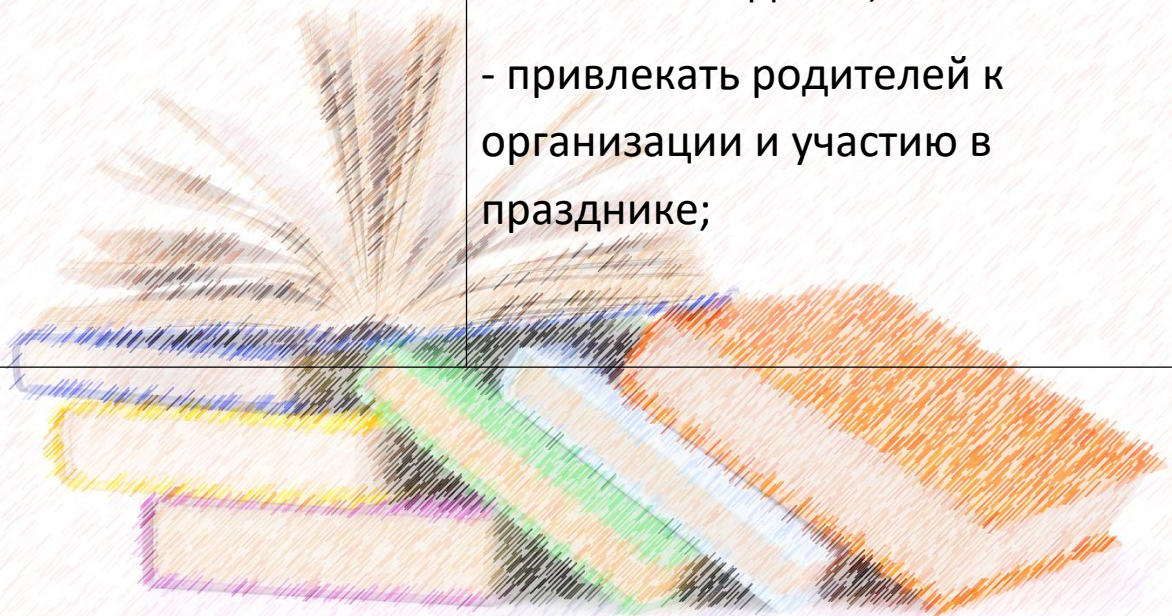 - привлекать родителей к
организации и участию в
празднике;